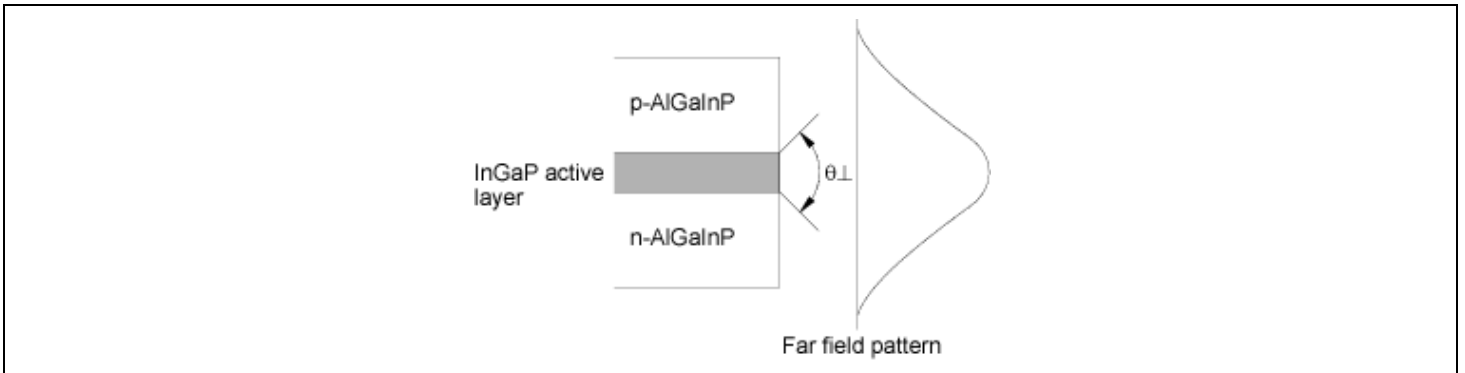 p-AlGaInP
InGaP active
layer
θ⊥
n-AlGaInP
Far field pattern